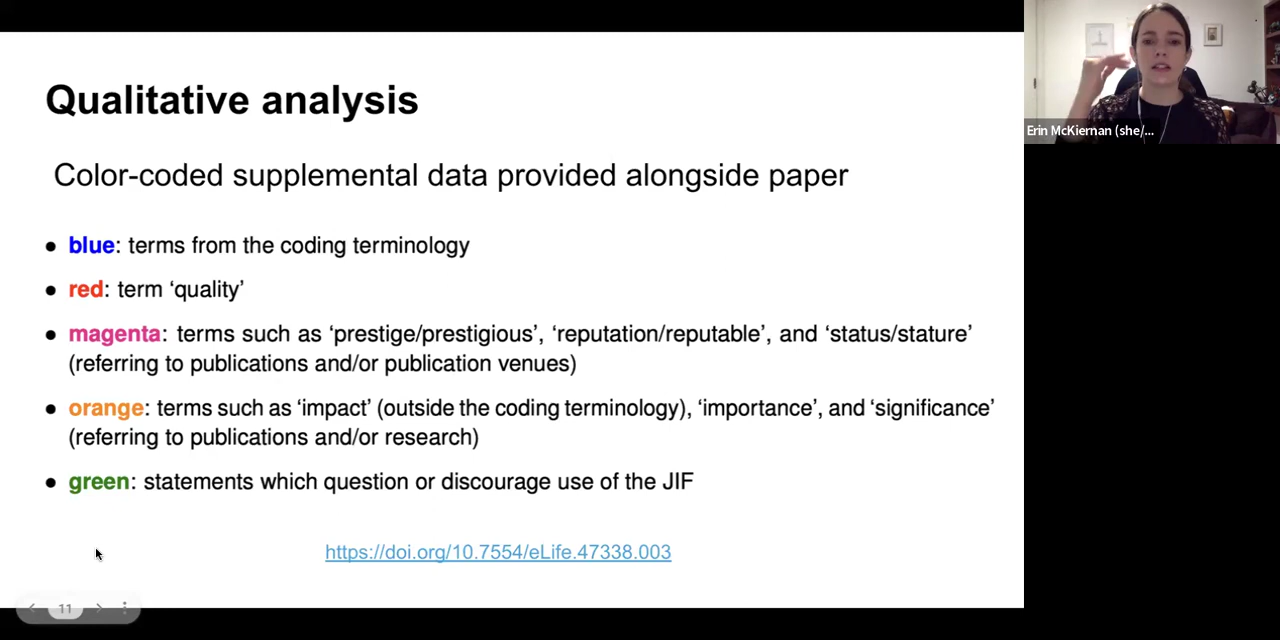 Qualitative analysis
Color-coded supplemental data provided alongside paper
● blue: terms from the coding terminology
● red: term ‘quality’
● magenta: terms such as ‘prestige/prestigious’, ‘reputation/reputable’, and ‘status/stature’
(referring to publications and/or publication venues)
● orange: terms such as ‘impact’ (outside the coding terminology), ‘importance’, and ‘significance’
(referring to publications and/or research)
● green: statements which question or discourage use of the JIF
https://doi.org/10.7554/eLife.47338.003
11
Erin McKiernan (she/...